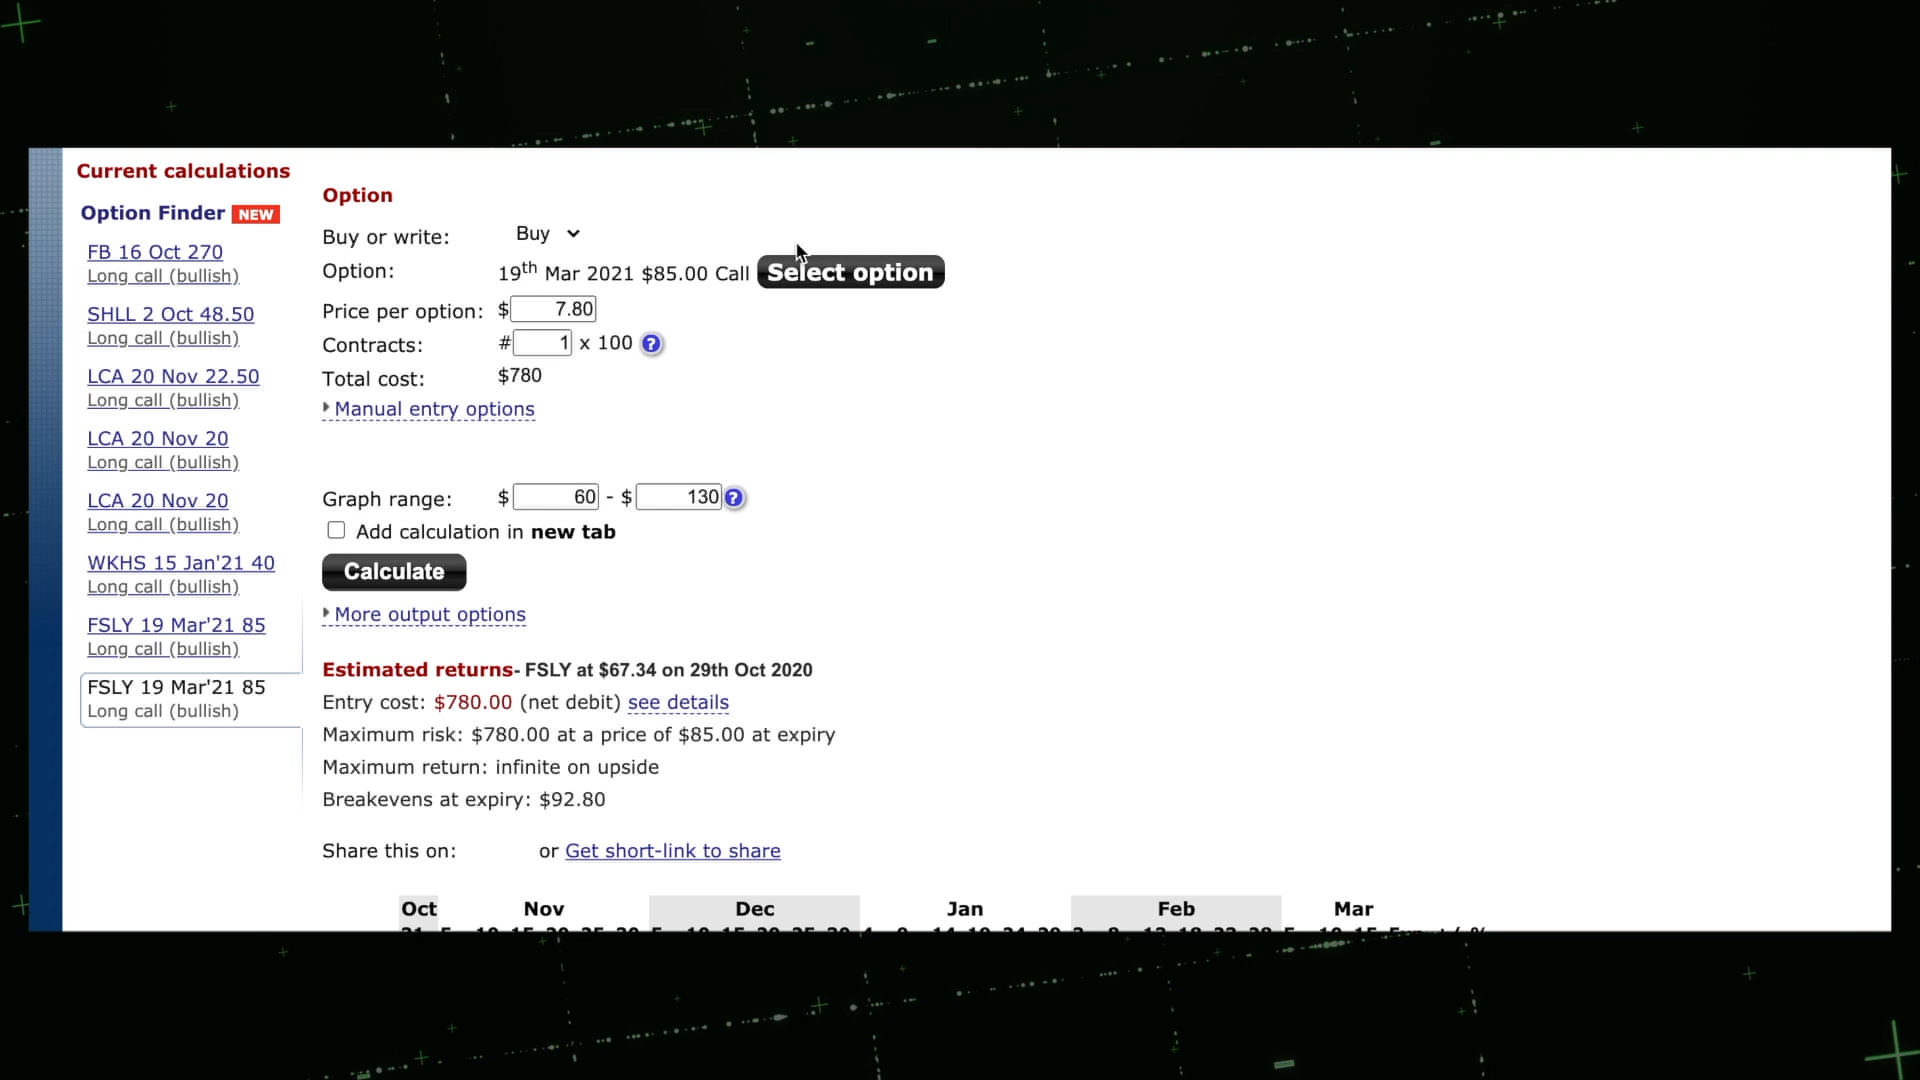 Current calculations
Option Finder NEW
FB 16 Oct 270
Long call (bullish)
SHLL 2 Oct 48.50
Long call (bullish)
LCA 20 Nov 22.50
Long call (bullish)
LCA 20 Nov 20
Long call (bullish)
LCA 20 Nov 20
Long call (bullish)
WKHS 15 Jan'21 40
Long call (bullish)
FSLY 19 Mar'21 85
Long call (bullish)
FSLY 19 Mar'21 85
Long call (bullish)
Option
Buy or write: Buy
Option: 19th Mar 2021 $85.00 Call Select option
Price per option: $ 7.80
Contracts: # 1 x 100 ?
Total cost: $780
Manual entry options
Graph range: $ 60 - $ 130 ?
Add calculation in new tab
Calculate
More output options
Estimated returns- FSLY at $67.34 on 29th Oct 2020
Entry cost: $780.00 (net debit) see details
Maximum risk: $780.00 at a price of $85.00 at expiry
Maximum return: infinite on upside
Breakevens at expiry: $92.80
Share this on: or Get short-link to share
Oct Nov Dec Jan Feb Mar